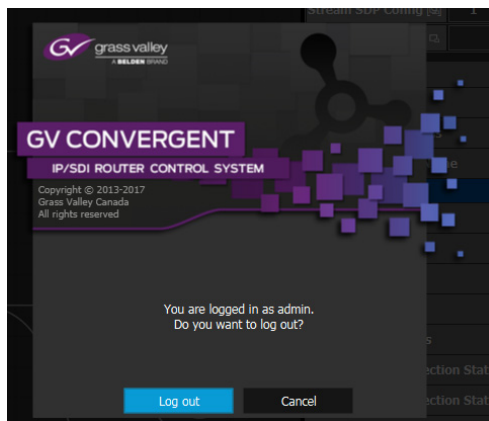 Stream SDP Config
1
GV
grass valley
A BELDEN BRAND
GV CONVERGENT
IP/SDI ROUTER CONTROL SYSTEM
Copyright © 2013-2017
Grass Valley Canada
All rights reserved
You are logged in as admin.
Do you want to log out?
Log out
Cancel